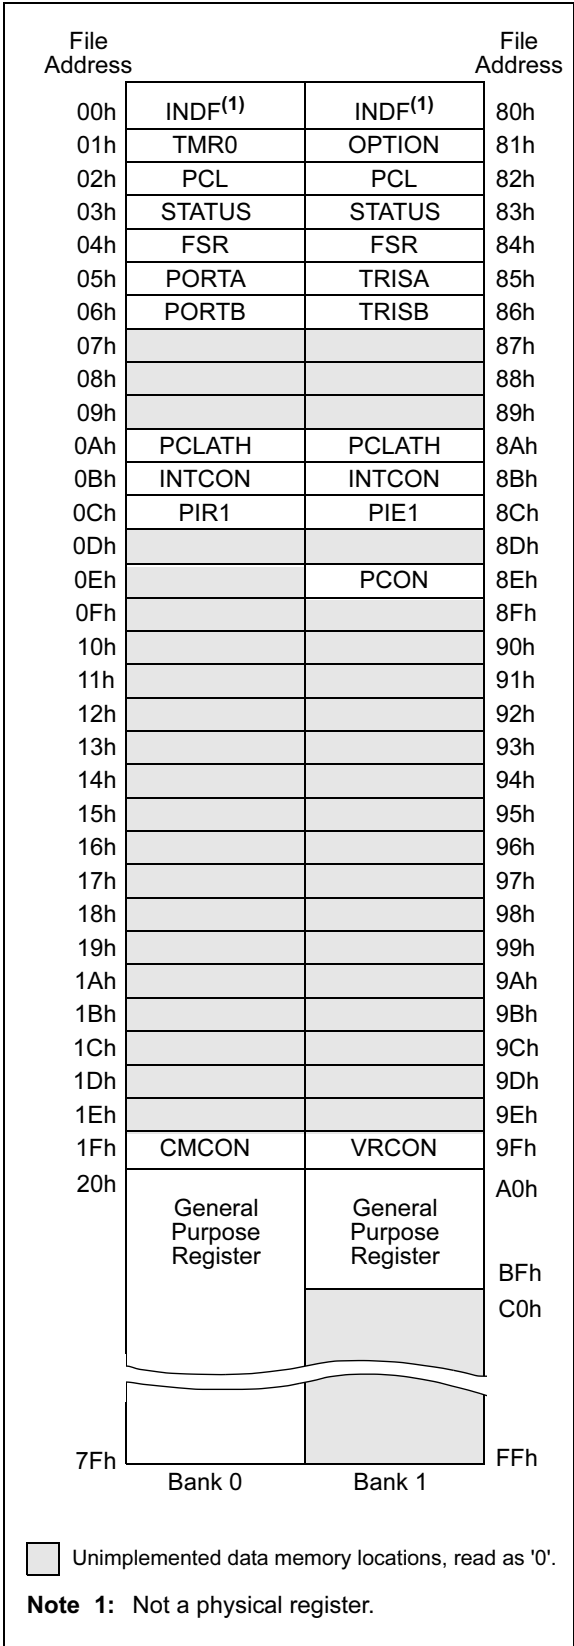 File Address File Address
00h INDF(1) INDF(1) 80h
01h TMR0 OPTION 81h
02h PCL PCL 82h
03h STATUS STATUS 83h
04h FSR FSR 84h
05h PORTA TRISA 85h
06h PORTB TRISB 86h
07h 87h
08h 88h
09h 89h
0Ah PCLATH PCLATH 8Ah
0Bh INTCON INTCON 8Bh
0Ch PIR1 PIE1 8Ch
0Dh 8Dh
0Eh PCON 8Eh
0Fh 8Fh
10h 90h
11h 91h
12h 92h
13h 93h
14h 94h
15h 95h
16h 96h
17h 97h
18h 98h
19h 99h
1Ah 9Ah
1Bh 9Bh
1Ch 9Ch
1Dh 9Dh
1Eh 9Eh
1Fh CMCON VRCON 9Fh
20h A0h
General General
Purpose Purpose
Register Register
BFh
C0h
7Fh FFh
Bank 0 Bank 1
Unimplemented data memory locations, read as '0'.
Note 1: Not a physical register.